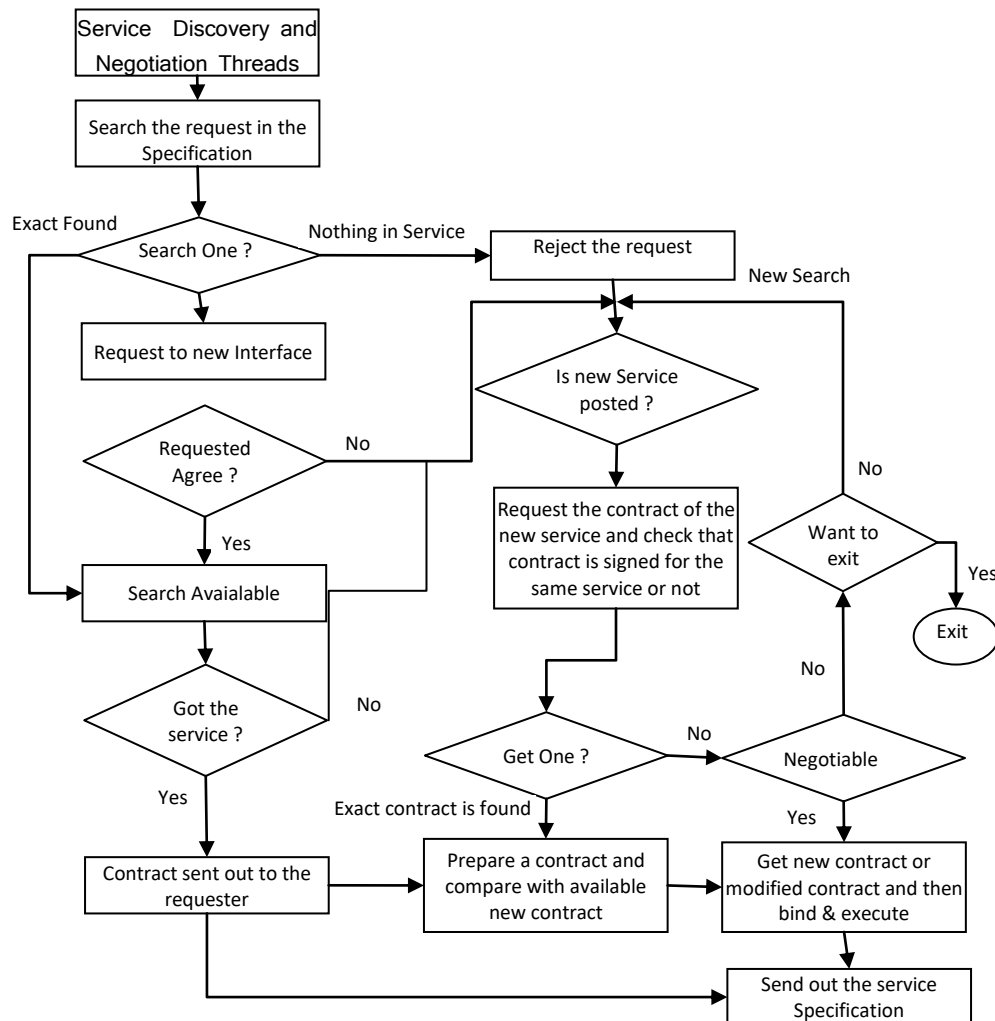 Service Discovery and
Negotiation Threads
Search the request in the
Specification
Exact Found
Search One ?
Nothing in Service
Reject the request
New Search
Request to new Interface
Is new Service
posted ?
Requested
Agree ?
No
No
Request the contract of the
new service and check that
contract is signed for the
same service or not
Want to
exit
Yes
Yes
Search Avaialable
Exit
Got the
service ?
No
No
Get One ?
No
Negotiable
Yes
Exact contract is found
Yes
Contract sent out to the
requester
Prepare a contract and
compare with available
new contract
Get new contract or
modified contract and then
bind & execute
Send out the service
Specification